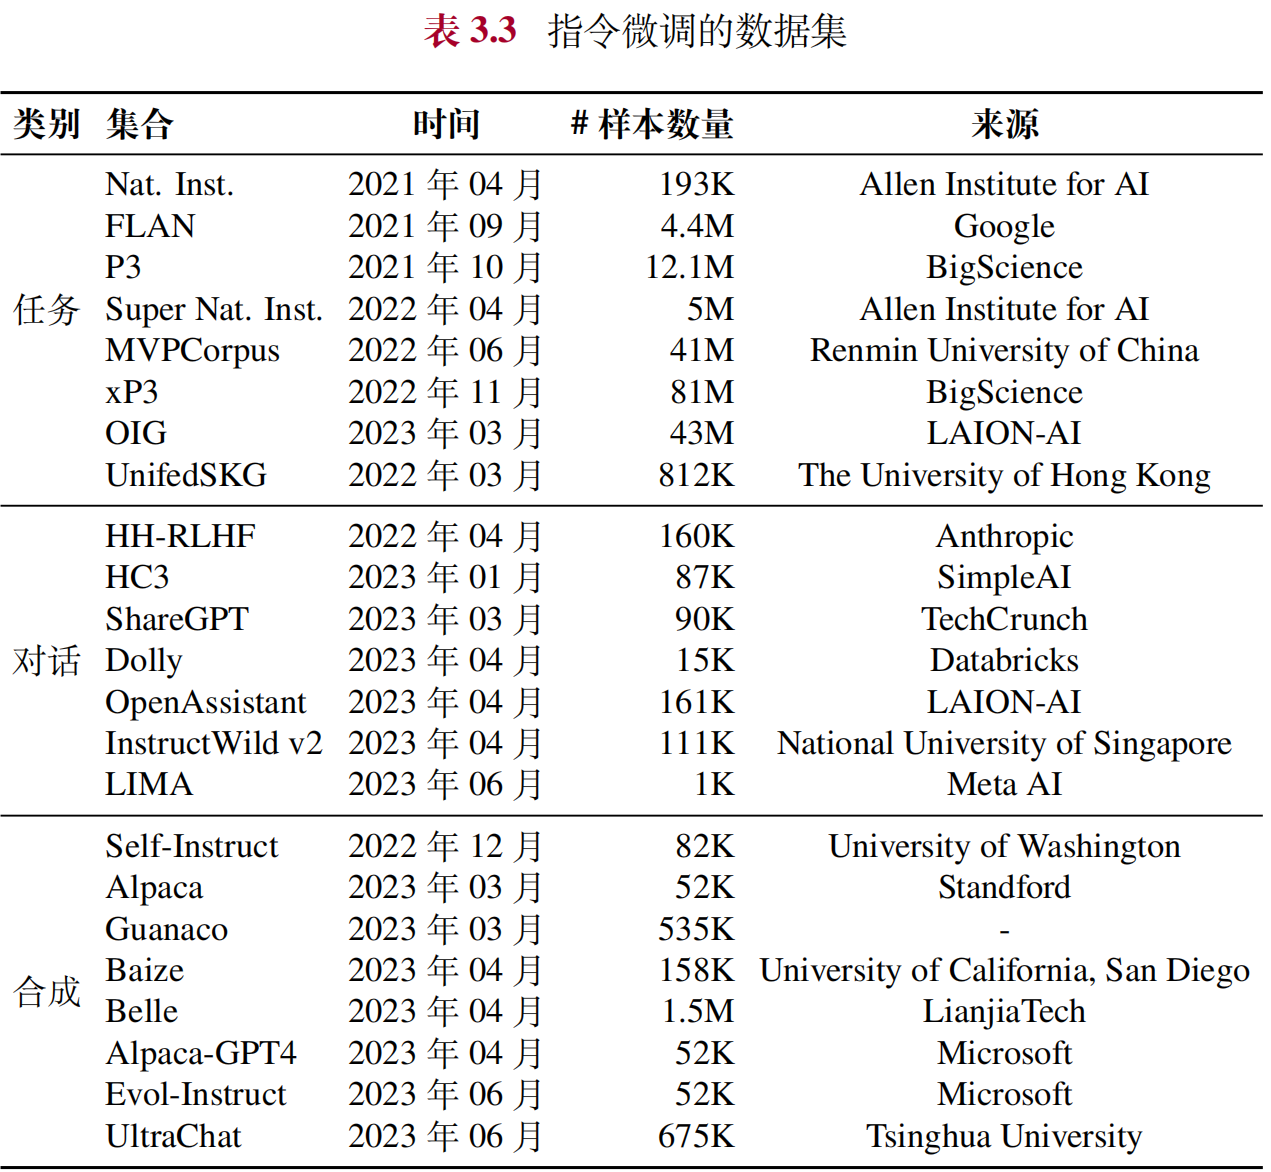 表 3.3 指令微调的数据集
类别 集合 时间 # 样本数量 来源
Nat. Inst. 2021 年 04 月 193K Allen Institute for AI
FLAN 2021 年 09 月 4.4M Google
P3 2021 年 10 月 12.1M BigScience
任务 Super Nat. Inst. 2022 年 04 月 5M Allen Institute for AI
MVPCorpus 2022 年 06 月 41M Renmin University of China
xP3 2022 年 11 月 81M BigScience
OIG 2023 年 03 月 43M LAION-AI
UnifedSKG 2022 年 03 月 812K The University of Hong Kong
HH-RLHF 2022 年 04 月 160K Anthropic
HC3 2023 年 01 月 87K SimpleAI
ShareGPT 2023 年 03 月 90K TechCrunch
对话 Dolly 2023 年 04 月 15K Databricks
OpenAssistant 2023 年 04 月 161K LAION-AI
InstructWild v2 2023 年 04 月 111K National University of Singapore
LIMA 2023 年 06 月 1K Meta AI
Self-Instruct 2022 年 12 月 82K University of Washington
Alpaca 2023 年 03 月 52K Standford
Guanaco 2023 年 03 月 535K -
Baize 2023 年 04 月 158K University of California, San Diego
合成 Belle 2023 年 04 月 1.5M LianjiaTech
Alpaca-GPT4 2023 年 04 月 52K Microsoft
Evol-Instruct 2023 年 06 月 52K Microsoft
UltraChat 2023 年 06 月 675K Tsinghua University